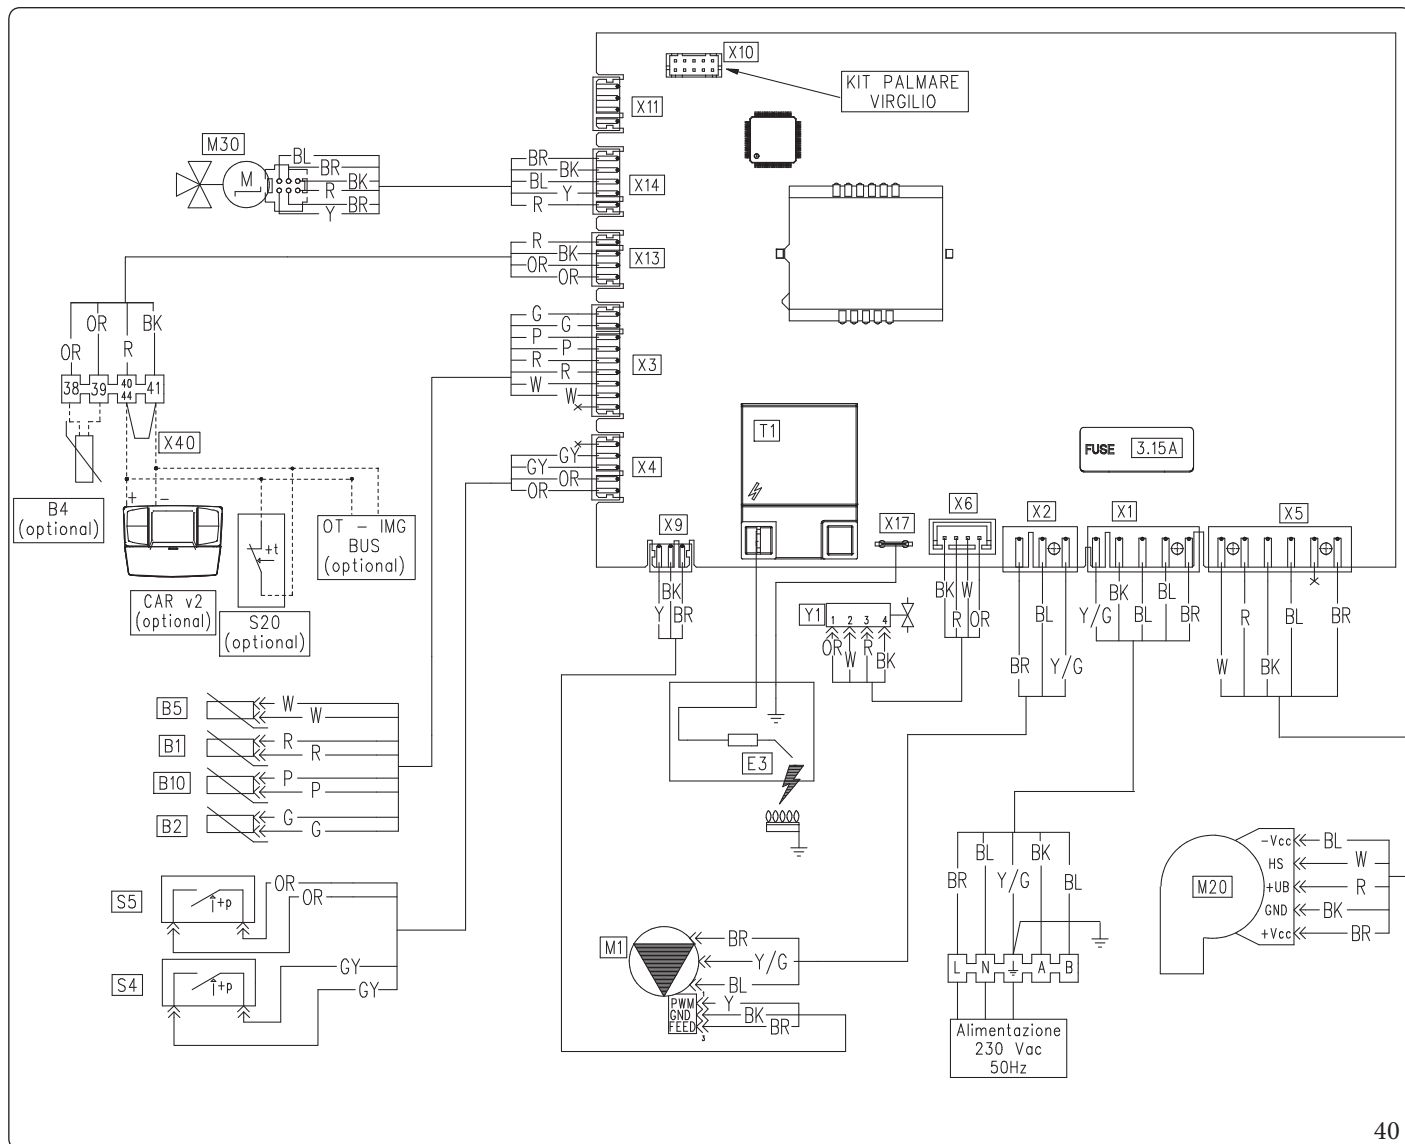 X10
KIT PALMARE
VIRGILIO
X11
M30
M
BL
BR
BK
R
BR
Y
BR
BK
BL
Y
R
X14
R
BK
OR
OR
X13
OR
OR
R
BK
38
39
40
44
41
X40
G
G
P
P
R
R
W
W
X3
GY
GY
OR
OR
X4
T1
FUSE
3.15A
B4
(optional)
+
-
CAR v2
(optional)
+t
S20
(optional)
OT - IMG
BUS
(optional)
X9
Y
BK
BR
X17
X6
BK
R
W
OR
X2
BR
BL
Y/G
X1
Y/G
BK
BL
BL
BR
X5
W
R
BK
BL
BR
Y1
1
2
3
4
OR
W
R
BK
E3
B5
W
W
B1
R
R
B10
P
P
B2
G
G
S5
+p
OR
OR
S4
+p
GY
GY
M1
BR
Y/G
BL
PWM
GND
FEED
1
3
Y
BK
BR
BR
BL
Y/G
BK
BL
L
N
A
B
Alimentazione
230 Vac
50Hz
M20
-Vcc
BL
HS
W
+UB
R
GND
BK
+Vcc
BR
40